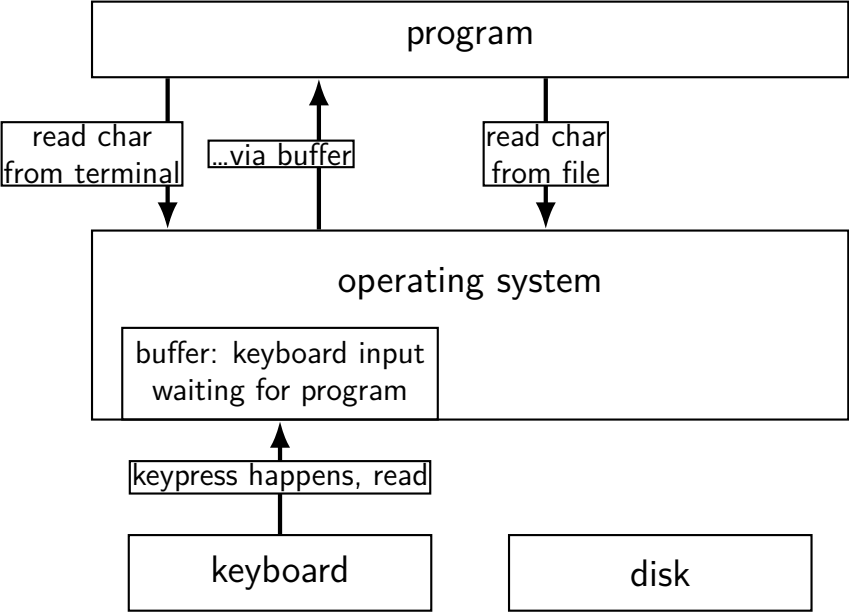 program
read char
from terminal
…via buffer
read char
from file
operating system
buffer: keyboard input
waiting for program
keypress happens, read
keyboard
disk